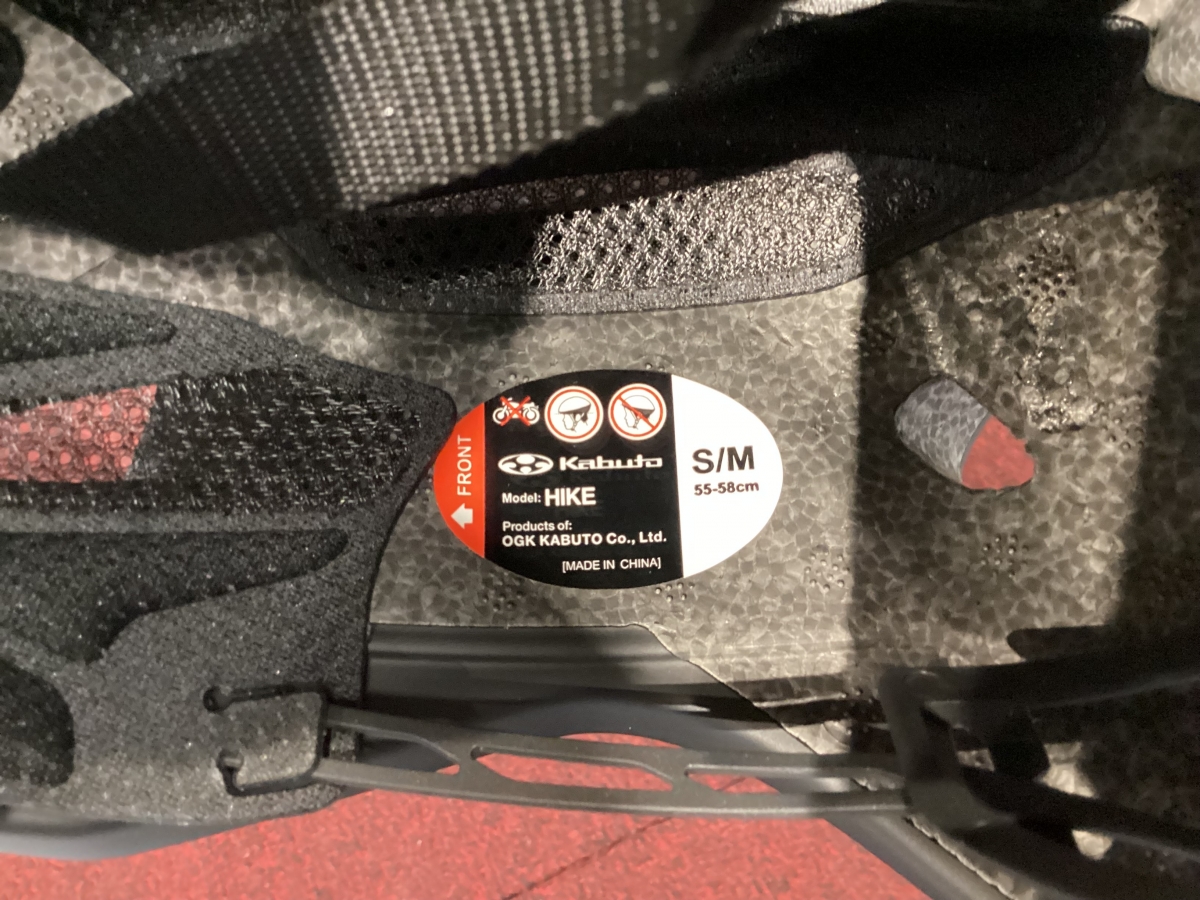 FRONT
Kabuto
Model: HIKE
Products of:
OGK KABUTO Co., Ltd.
[MADE IN CHINA]
S/M
55-58cm